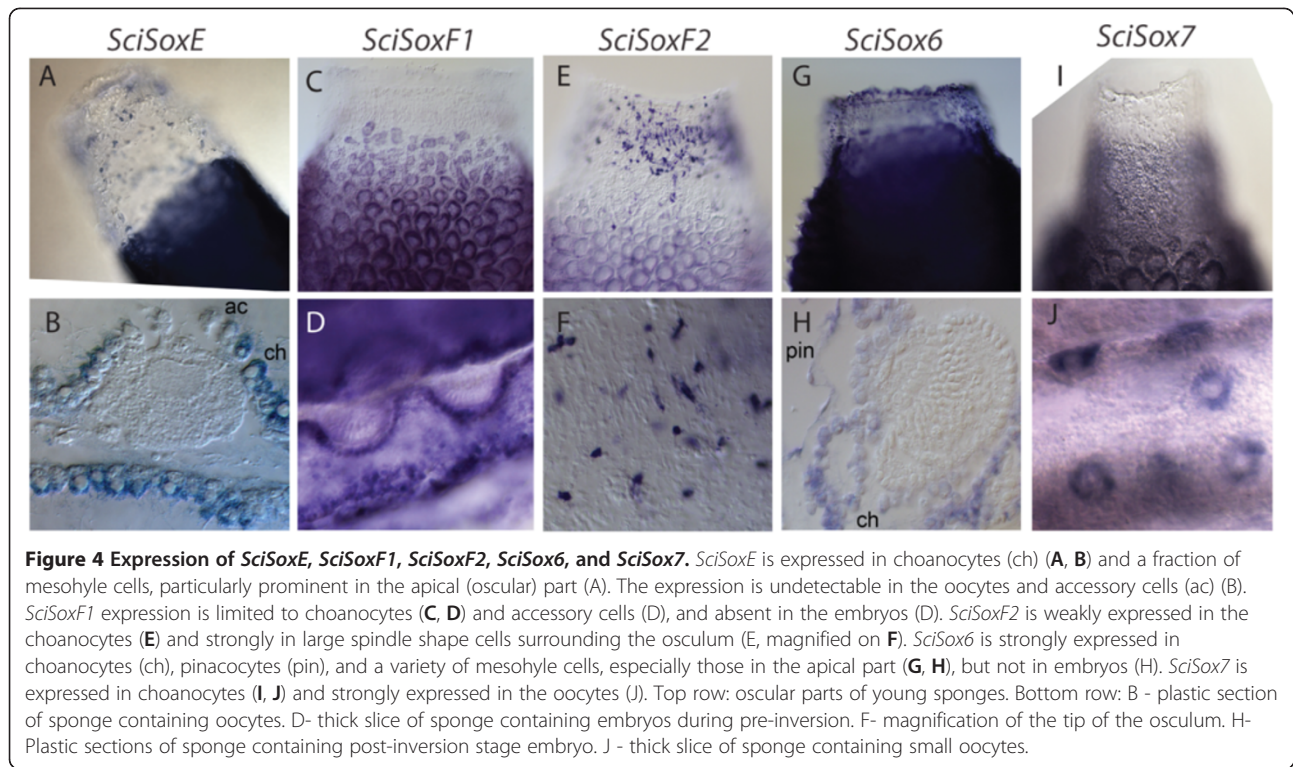 SciSoxE SciSoxF1 SciSoxF2 SciSox6 SciSox7
A C E G I
B ac ch D F H pin ch J
Figure 4 Expression of SciSoxE, SciSoxF1, SciSoxF2, SciSox6, and SciSox7. SciSoxE is expressed in choanocytes (ch) (A, B) and a fraction of
mesohyle cells, particularly prominent in the apical (oscular) part (A). The expression is undetectable in the oocytes and accessory cells (ac) (B).
SciSoxF1 expression is limited to choanocytes (C, D) and accessory cells (D), and absent in the embryos (D). SciSoxF2 is weakly expressed in the
choanocytes (E) and strongly in large spindle shape cells surrounding the osculum (E, magnified on F). SciSox6 is strongly expressed in
choanocytes (ch), pinacocytes (pin), and a variety of mesohyle cells, especially those in the apical part (G, H), but not in embryos (H). SciSox7 is
expressed in choanocytes (I, J) and strongly expressed in the oocytes (J). Top row: oscular parts of young sponges. Bottom row: B - plastic section
of sponge containing oocytes. D- thick slice of sponge containing embryos during pre-inversion. F- magnification of the tip of the osculum. H-
Plastic sections of sponge containing post-inversion stage embryo. J - thick slice of sponge containing small oocytes.